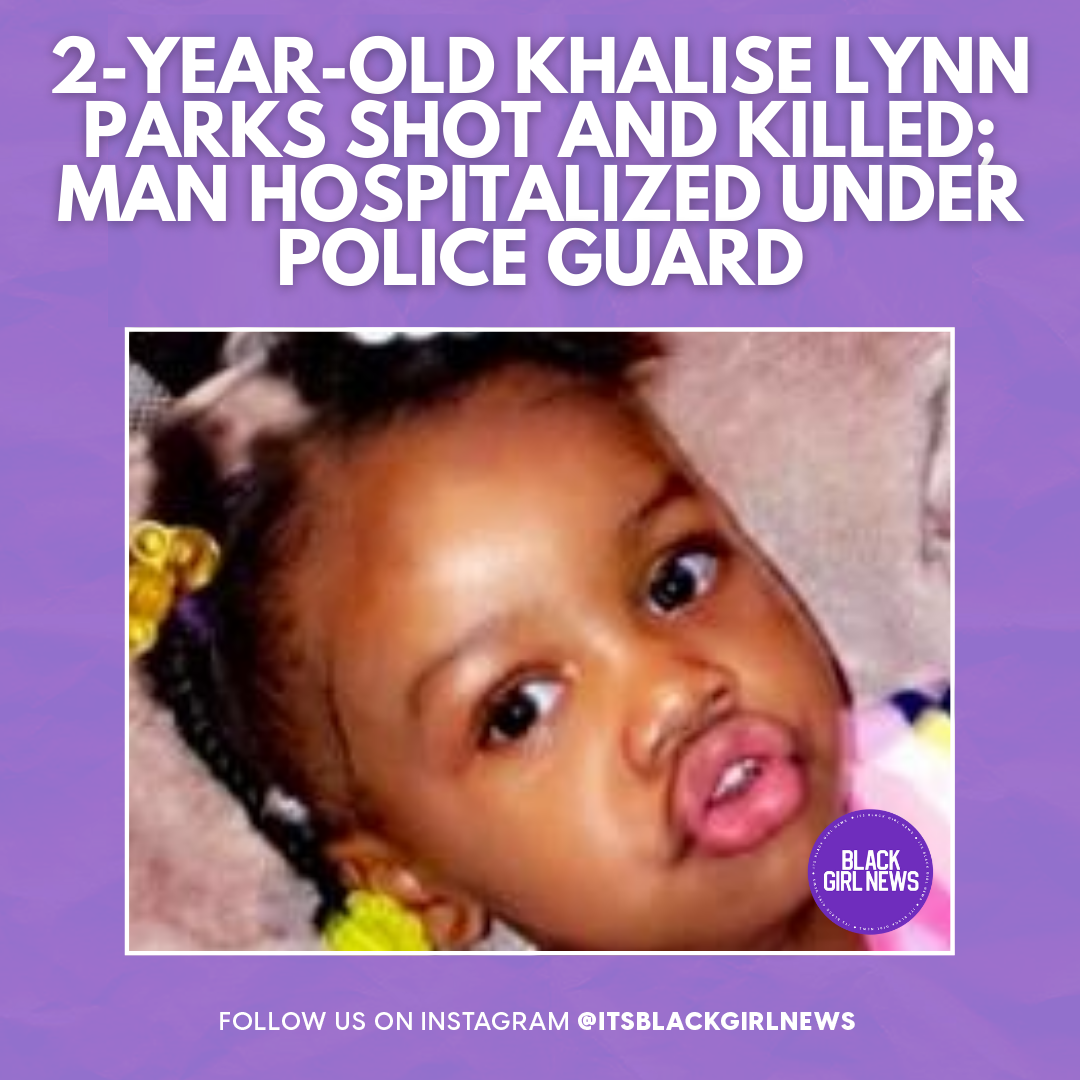 2-YEAR-OLD KHALISE LYNN
PARKS SHOT AND KILLED;
MAN HOSPITALIZED UNDER
POLICE GUARD
BLACK
GIRL NEWS
FOLLOW US ON INSTAGRAM @ITSBLACKGIRLNEWS